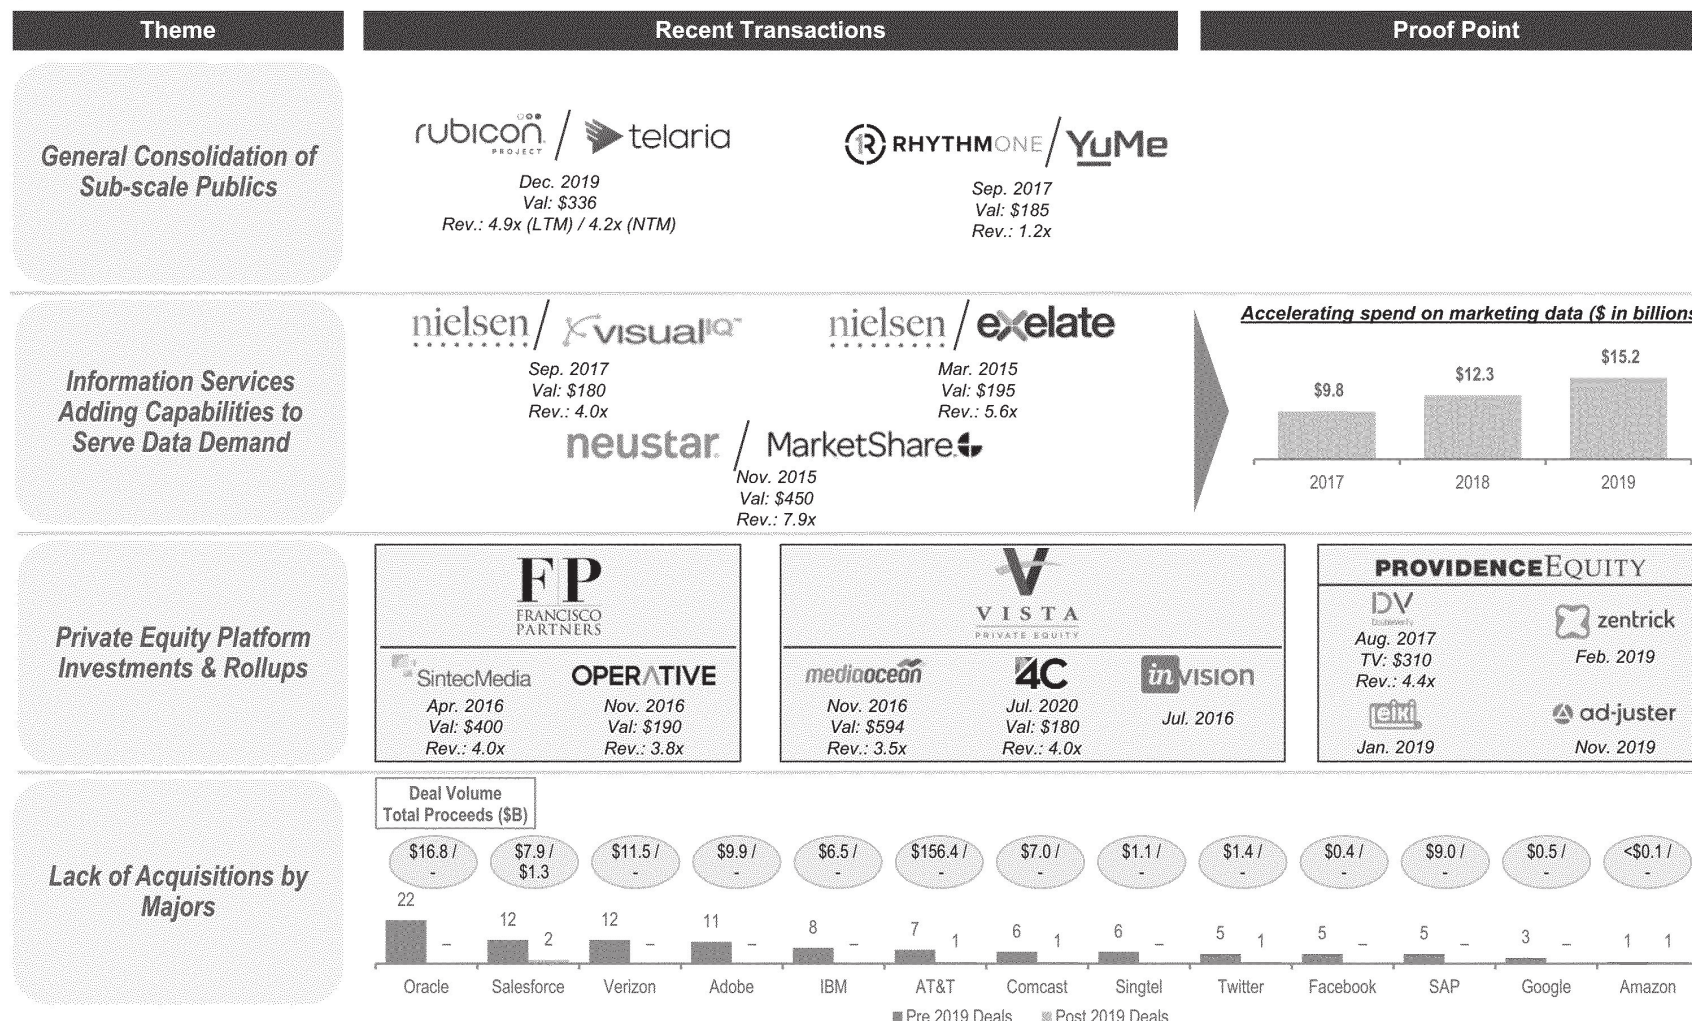 Theme
Recent Transactions
Proof Point
General Consolidation of
Sub-scale Publics
rubicon
PROJECT
telaria
Dec. 2019
Val: $336
Rev.: 4.9x (LTM) / 4.2x (NTM)
1R RHYTHMONE
YuMe
Sep. 2017
Val: $185
Rev.: 1.2x
Information Services
Adding Capabilities to
Serve Data Demand
nielsen
visualIQ™
Sep. 2017
Val: $180
Rev.: 4.0x
nielsen
eXelate
Mar. 2015
Val: $195
Rev.: 5.6x
neustar.
MarketShare
Nov. 2015
Val: $450
Rev.: 7.9x
Accelerating spend on marketing data ($ in billions
$9.8
$12.3
$15.2
2017
2018
2019
Private Equity Platform
Investments & Rollups
FP
FRANCISCO
PARTNERS
SintecMedia
Apr. 2016
Val: $400
Rev.: 4.0x
OPERATIVE
Nov. 2016
Val: $190
Rev.: 3.8x
V
VISTA
PRIVATE EQUITY
mediaocean
Nov. 2016
Val: $594
Rev.: 3.5x
4C
Jul. 2020
Val: $180
Rev.: 4.0x
inVISION
Jul. 2016
PROVIDENCE EQUITY
DV
DoubleVerify
Aug. 2017
TV: $310
Rev.: 4.4x
zentrick
Feb. 2019
leiki
Jan. 2019
ad-juster
Nov. 2019
Lack of Acquisitions by
Majors
Deal Volume
Total Proceeds ($B)
$16.8 / -
$7.9 / $1.3
$11.5 / -
$9.9 / -
$6.5 / -
$156.4 / -
$7.0 / -
$1.1 / -
$1.4 / -
$0.4 / -
$9.0 / -
$0.5 / -
<$0.1 / -
22 –
12 2
12 –
11 –
8 –
7 1
6 1
6 –
5 1
5 –
5 –
3 –
1 1
Oracle
Salesforce
Verizon
Adobe
IBM
AT&T
Comcast
Singtel
Twitter
Facebook
SAP
Google
Amazon
Pre 2019 Deals
Post 2019 Deals